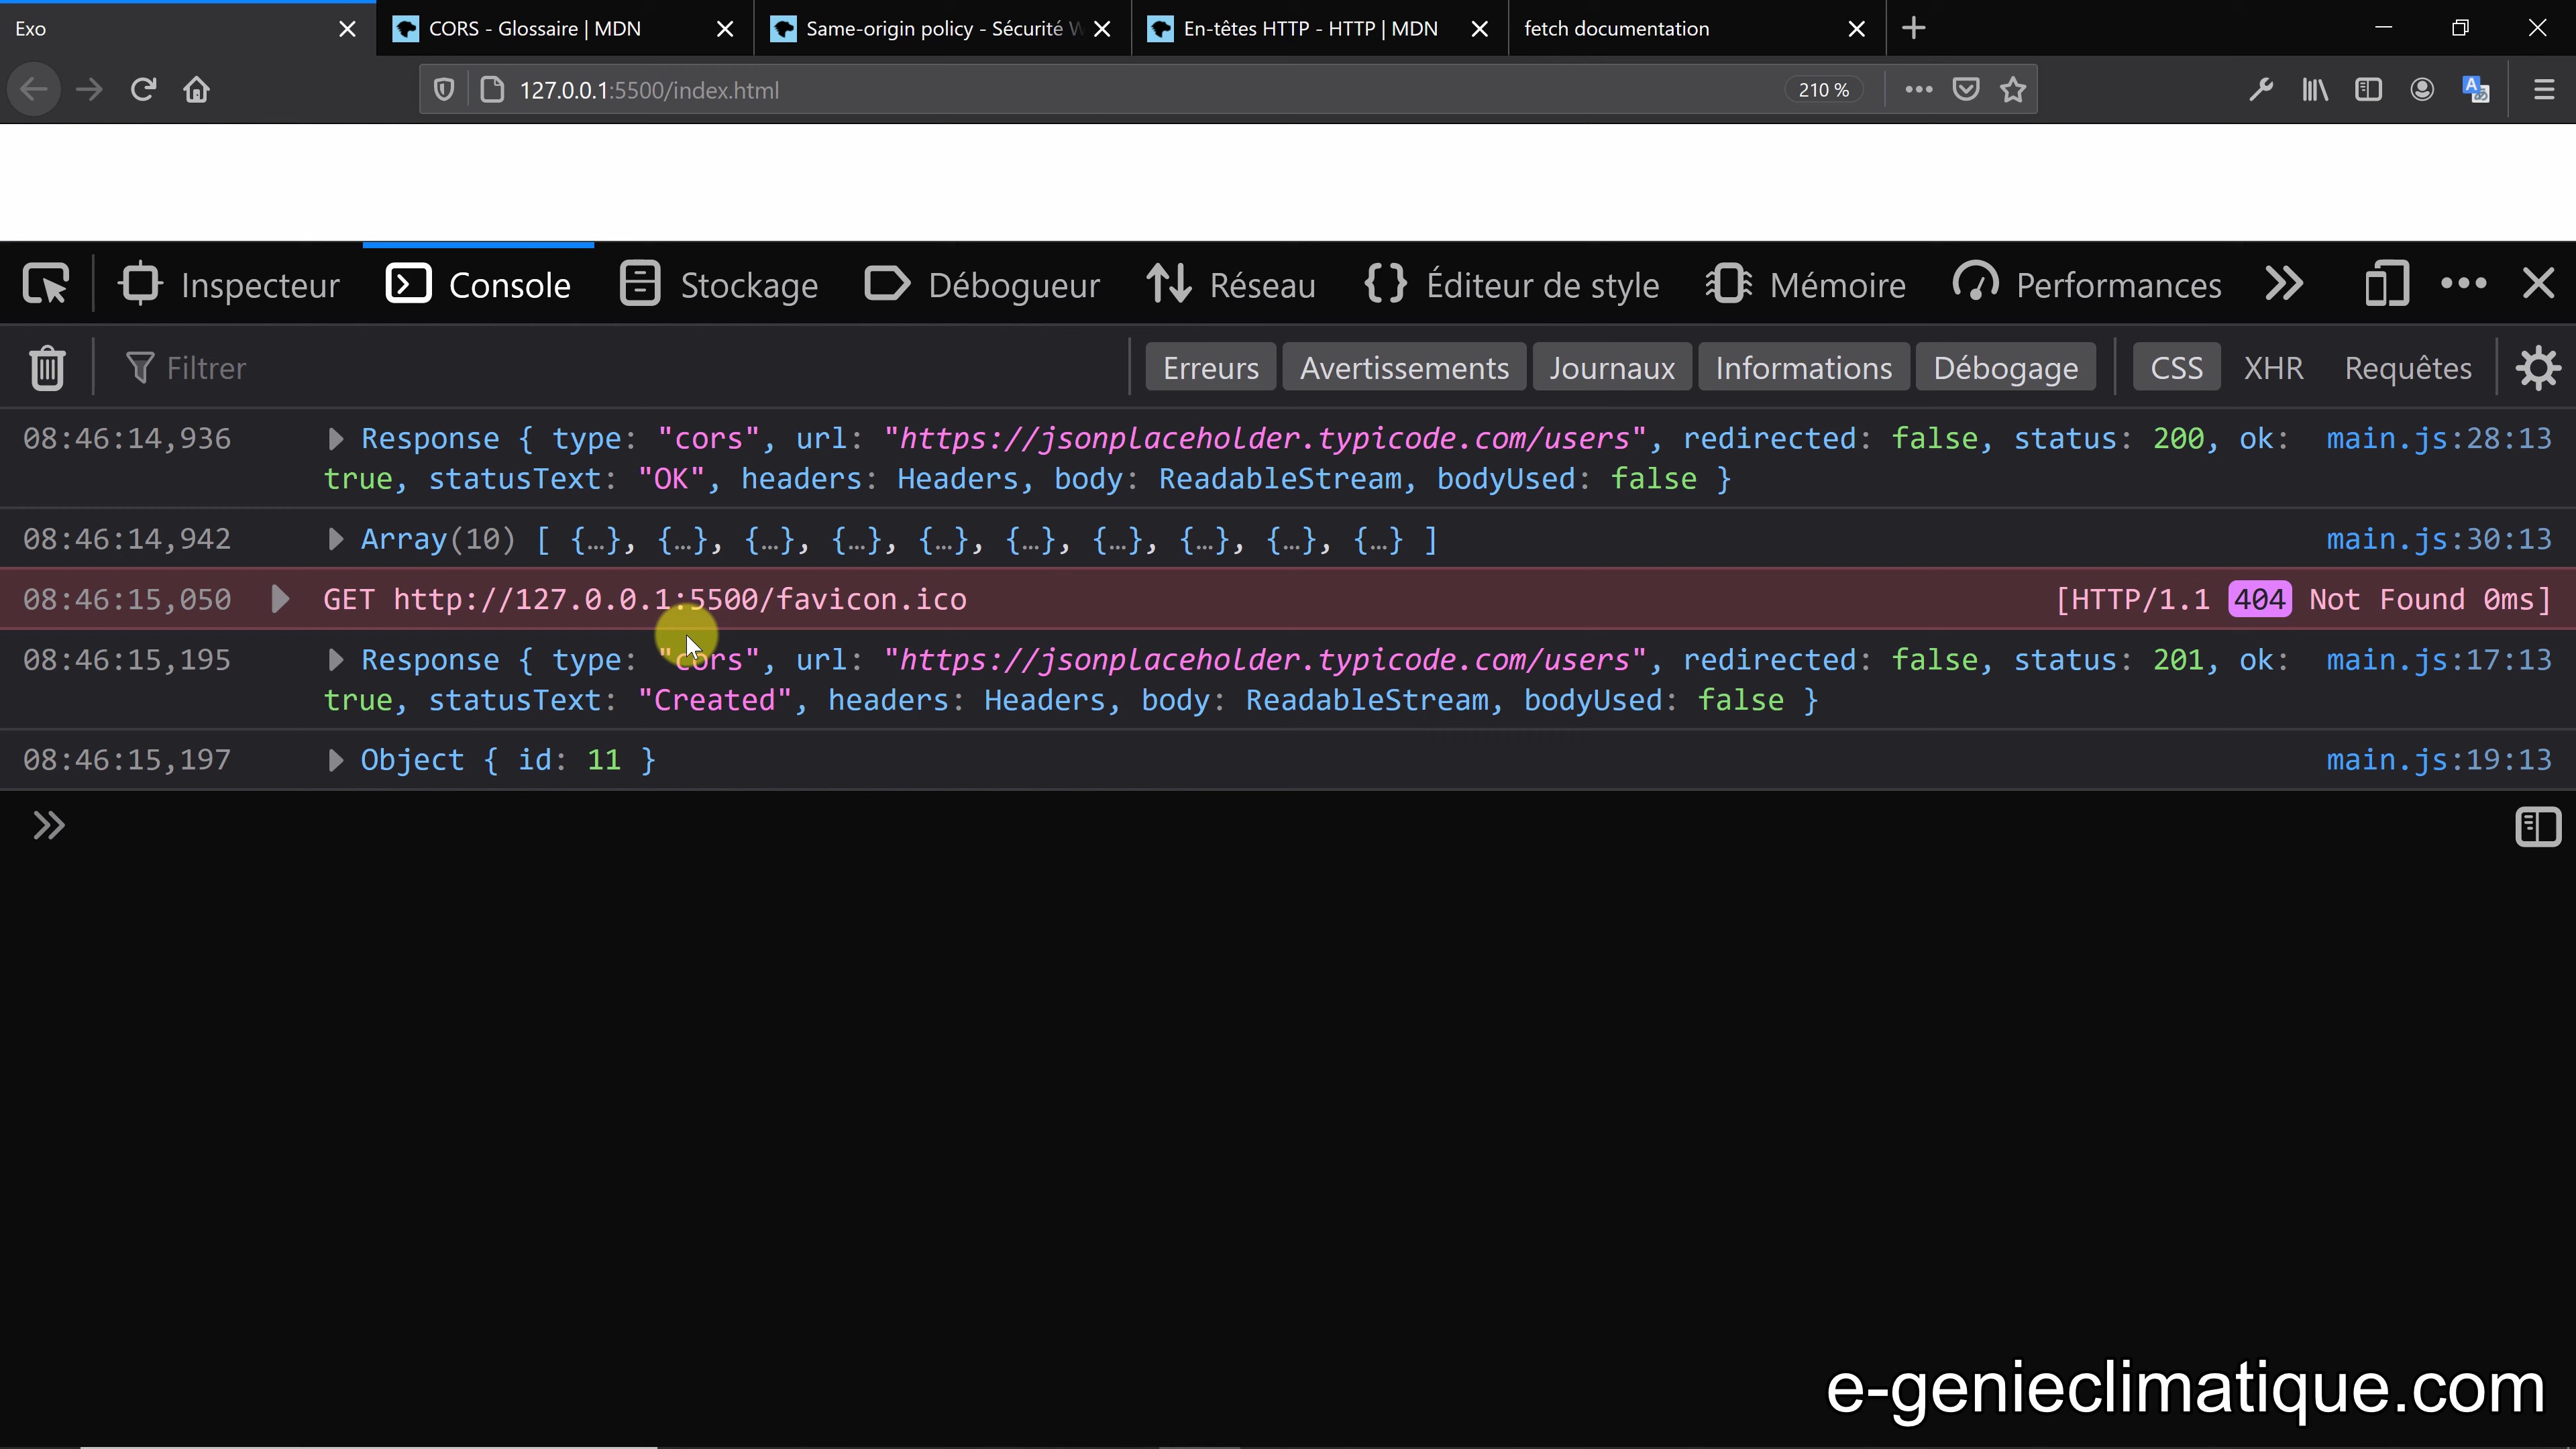 Exo
CORS - Glossaire | MDN
Same-origin policy - Sécurité
En-têtes HTTP - HTTP | MDN
fetch documentation
127.0.0.1:5500/index.html
210 %
Inspecteur
Console
Stockage
Débogueur
Réseau
Éditeur de style
Mémoire
Performances
Filtrer
Erreurs
Avertissements
Journaux
Informations
Débogage
CSS
XHR
Requêtes
08:46:14,936 Response { type: "cors", url: "https://jsonplaceholder.typicode.com/users", redirected: false, status: 200, ok: main.js:28:13
true, statusText: "OK", headers: Headers, body: ReadableStream, bodyUsed: false }
08:46:14,942 Array(10) [ {…}, {…}, {…}, {…}, {…}, {…}, {…}, {…}, {…}, {…} ] main.js:30:13
08:46:15,050 GET http://127.0.0.1:5500/favicon.ico [HTTP/1.1 404 Not Found 0ms]
08:46:15,195 Response { type: "cors", url: "https://jsonplaceholder.typicode.com/users", redirected: false, status: 201, ok: main.js:17:13
true, statusText: "Created", headers: Headers, body: ReadableStream, bodyUsed: false }
08:46:15,197 Object { id: 11 } main.js:19:13
e-genieclimatique.com